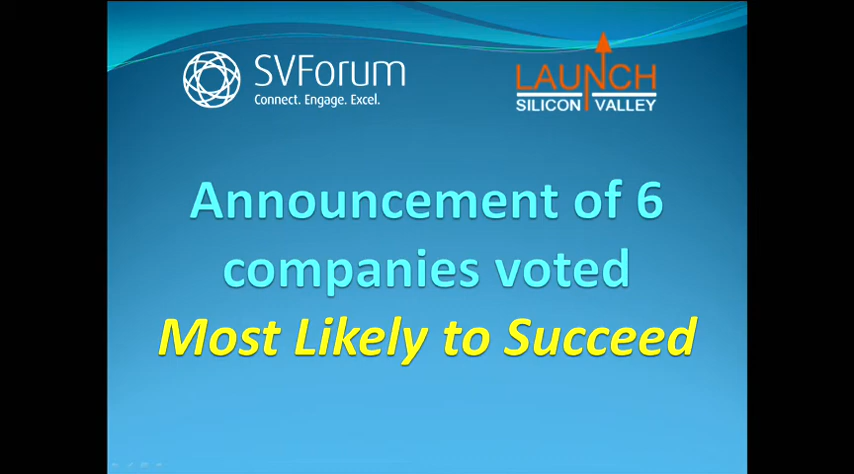 SVForum
Connect. Engage. Excel.
LAUNCH
SILICON VALLEY
Announcement of 6
companies voted
Most Likely to Succeed